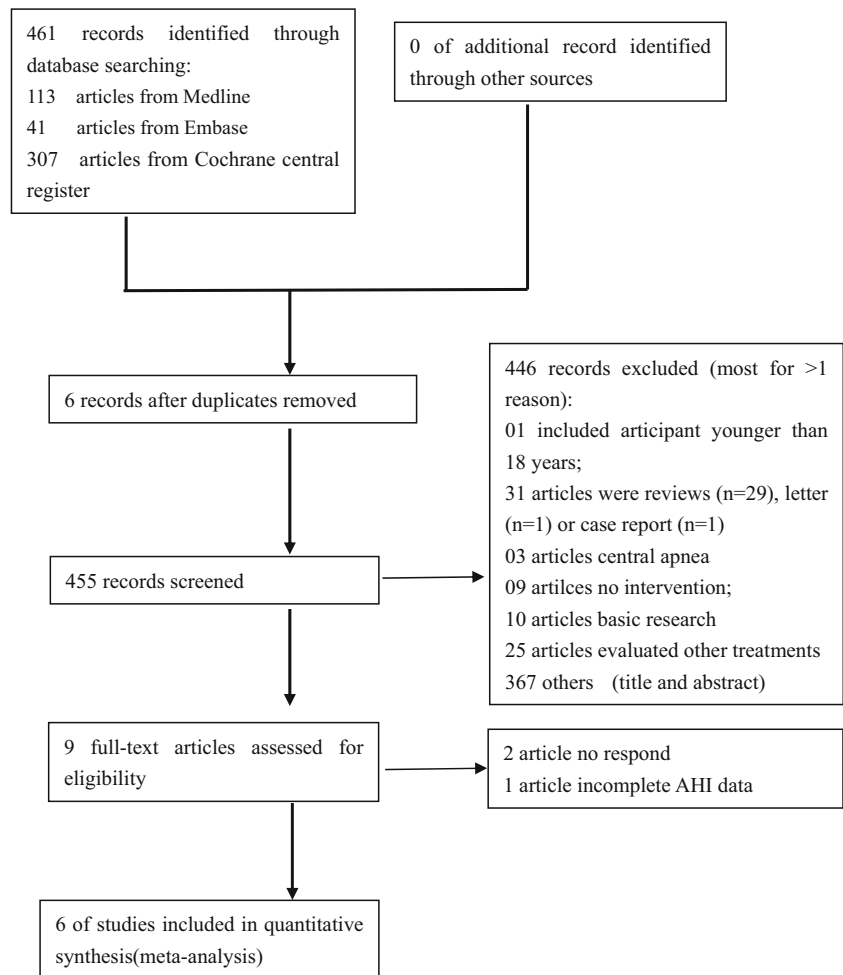 461 records identified through
database searching:
113 articles from Medline
41 articles from Embase
307 articles from Cochrane central
register
0 of additional record identified
through other sources
6 records after duplicates removed
455 records screened
446 records excluded (most for >1
reason):
01 included articipant younger than
18 years;
31 articles were reviews (n=29), letter
(n=1) or case report (n=1)
03 articles central apnea
09 artilces no intervention;
10 articles basic research
25 articles evaluated other treatments
367 others (title and abstract)
9 full-text articles assessed for
eligibility
2 article no respond
1 article incomplete AHI data
6 of studies included in quantitative
synthesis(meta-analysis)